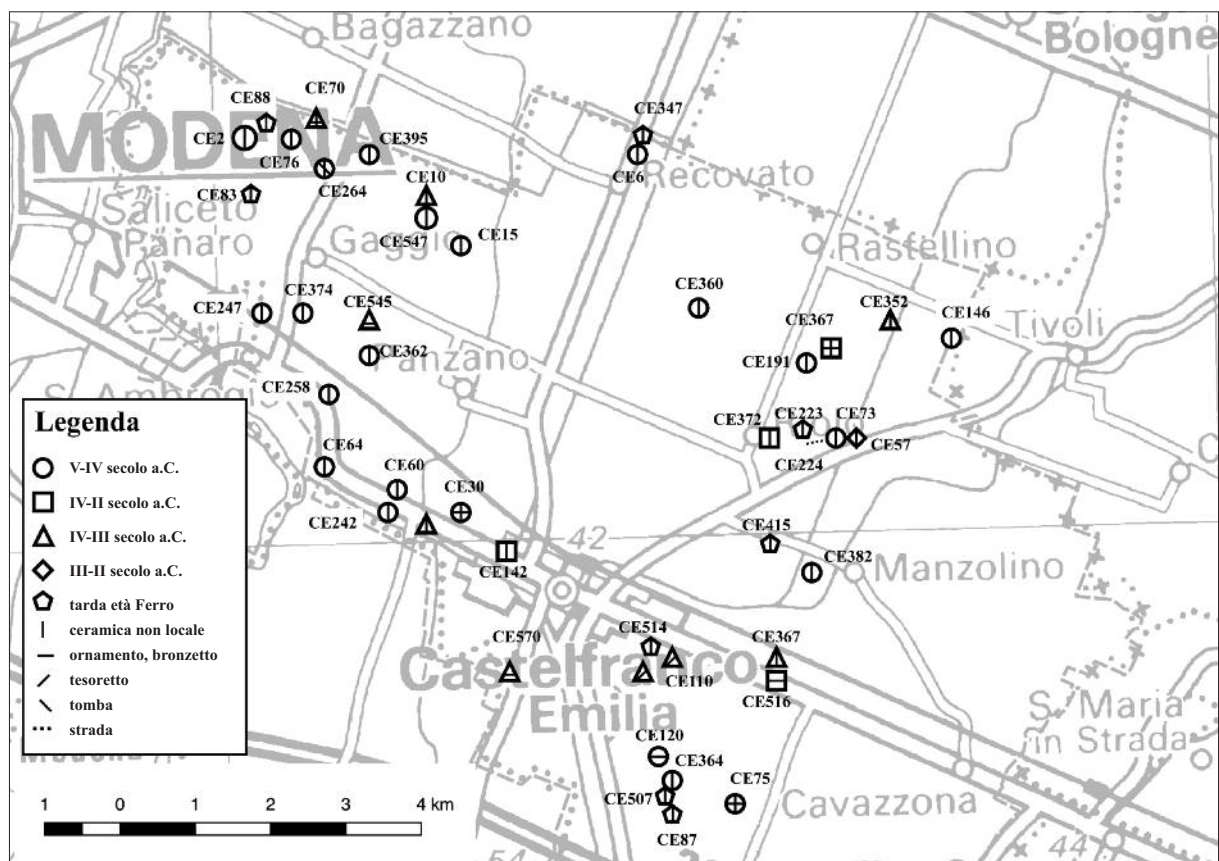 Bagazzano
Bologne
CE88
CE70
CE347
CE2
MODENA
CE395
CE76
CE264
CE10
CE6
Recovato
CE83
Saliceto
Panaro
Gaggio
CE547
CE15
Rastellino
CE247
CE374
CE545
CE360
CE352
CE367
CE146
Tivoli
CE362
Panzano
CE191
CE258
S. Ambrogi
CE372
CE223
CE73
CE57
CE224
CE64
CE60
CE30
CE242
CE142
42
CE415
CE382
Manzolino
CE570
CE514
CE367
Castelfranco
Emilia
CE110
CE516
S. Maria
in Strada
CE120
CE364
CE75
CE507
CE87
Cavazzona
44
54
Legenda
V-IV secolo a.C.
IV-II secolo a.C.
IV-III secolo a.C.
III-II secolo a.C.
tarda età Ferro
ceramica non locale
ornamento, bronzetto
tesoretto
tomba
strada
1 0 1 2 3 4 km